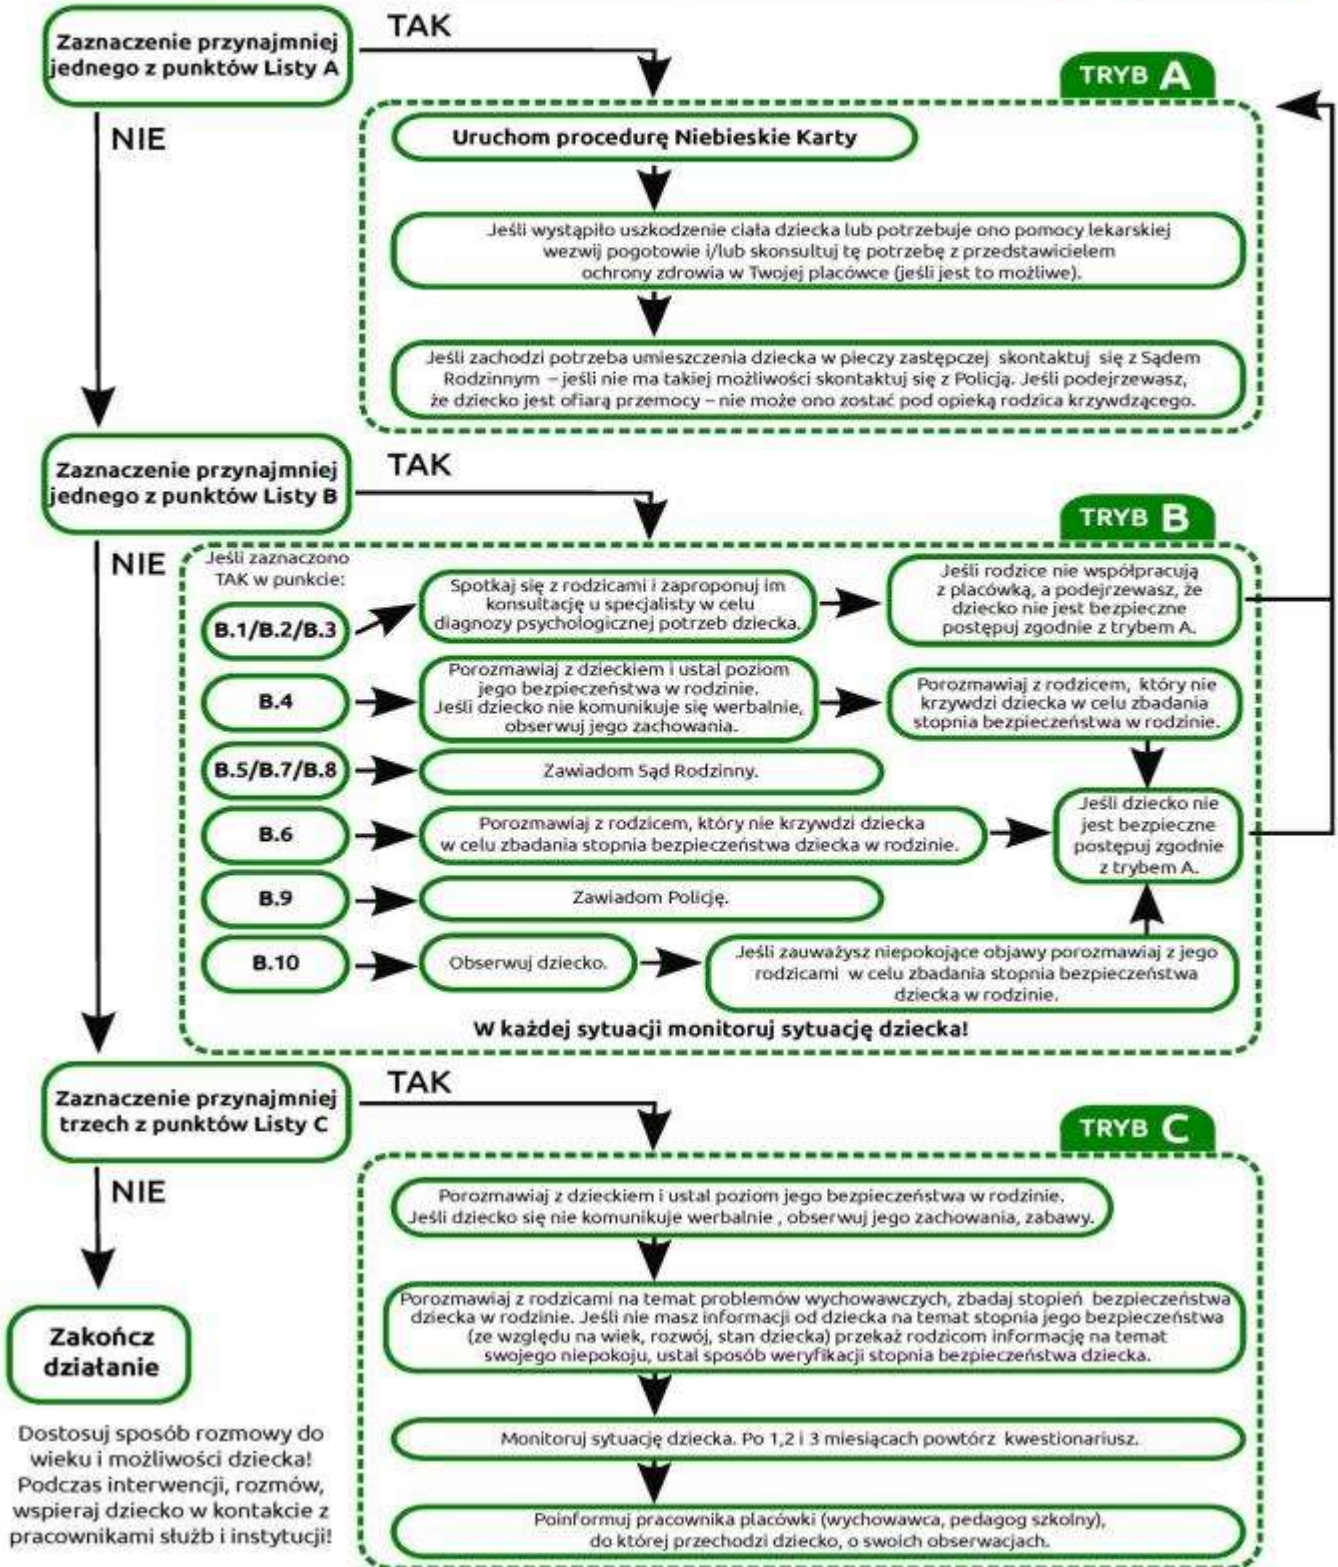 Zaznaczenie przynajmniej
jednego z punktów Listy A
TAK
NIE
TRYB A
Uruchom procedurę Niebieskie Karty
Jeśli wystąpiło uszkodzenie ciała dziecka lub potrzebuje ono pomocy lekarskiej
wezwij pogotowie i/lub skonsultuj tę potrzebę z przedstawicielem
ochrony zdrowia w Twojej placówce (jeśli jest to możliwe).
Jeśli zachodzi potrzeba umieszczenia dziecka w pieczy zastępczej skontaktuj się z Sądem
Rodzinnym – jeśli nie ma takiej możliwości skontaktuj się z Policją. Jeśli podejrzewasz,
że dziecko jest ofiarą przemocy – nie może ono zostać pod opieką rodzica krzywdzącego.
Zaznaczenie przynajmniej
jednego z punktów Listy B
TAK
NIE
TRYB B
Jeśli zaznaczono
TAK w punkcie:
B.1/B.2/B.3
Spotkaj się z rodzicami i zaproponuj im
konsultację u specjalisty w celu
diagnozy psychologicznej potrzeb dziecka.
Jeśli rodzice nie współpracują
z placówką, a podejrzewasz, że
dziecko nie jest bezpieczne
postępuj zgodnie z trybem A.
B.4
Porozmawiaj z dzieckiem i ustal poziom
jego bezpieczeństwa w rodzinie.
Jeśli dziecko nie komunikuje się werbalnie,
obserwuj jego zachowania.
Porozmawiaj z rodzicem, który nie
krzywdzi dziecka w celu zbadania
stopnia bezpieczeństwa w rodzinie.
B.5/B.7/B.8
Zawiadom Sąd Rodzinny.
B.6
Porozmawiaj z rodzicem, który nie krzywdzi dziecka
w celu zbadania stopnia bezpieczeństwa dziecka w rodzinie.
Jeśli dziecko nie
jest bezpieczne
postępuj zgodnie
z trybem A.
B.9
Zawiadom Policję.
B.10
Obserwuj dziecko.
Jeśli zauważysz niepokojące objawy porozmawiaj z jego
rodzicami w celu zbadania stopnia bezpieczeństwa
dziecka w rodzinie.
W każdej sytuacji monitoruj sytuację dziecka!
Zaznaczenie przynajmniej
trzech z punktów Listy C
TAK
NIE
TRYB C
Porozmawiaj z dzieckiem i ustal poziom jego bezpieczeństwa w rodzinie.
Jeśli dziecko się nie komunikuje werbalnie , obserwuj jego zachowania, zabawy.
Porozmawiaj z rodzicami na temat problemów wychowawczych, zbadaj stopień bezpieczeństwa
dziecka w rodzinie. Jeśli nie masz informacji od dziecka na temat stopnia jego bezpieczeństwa
(ze względu na wiek, rozwój, stan dziecka) przekaż rodzicom informację na temat
swojego niepokoju, ustal sposób weryfikacji stopnia bezpieczeństwa dziecka.
Monitoruj sytuację dziecka. Po 1,2 i 3 miesiącach powtórz kwestionariusz.
Poinformuj pracownika placówki (wychowawca, pedagog szkolny),
do której przechodzi dziecko, o swoich obserwacjach.
Zakończ
działanie
Dostosuj sposób rozmowy do
wieku i możliwości dziecka!
Podczas interwencji, rozmów,
wspieraj dziecko w kontakcie z
pracownikami służb i instytucji!